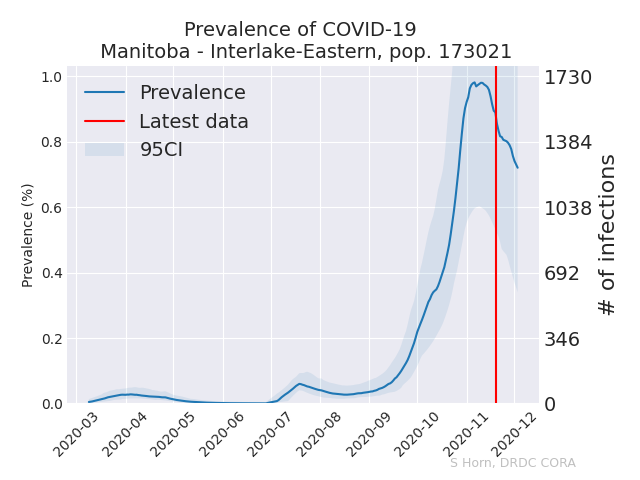 Prevalence of COVID-19
Manitoba - Interlake-Eastern, pop. 173021
Prevalence
Latest data
95CI
Prevalence (%)
1.0
0.8
0.6
0.4
0.2
0.0
1730
1384
1038
692
346
0
# of infections
2020-03
2020-04
2020-05
2020-06
2020-07
2020-08
2020-09
2020-10
2020-11
2020-12
S Horn, DRDC CORA